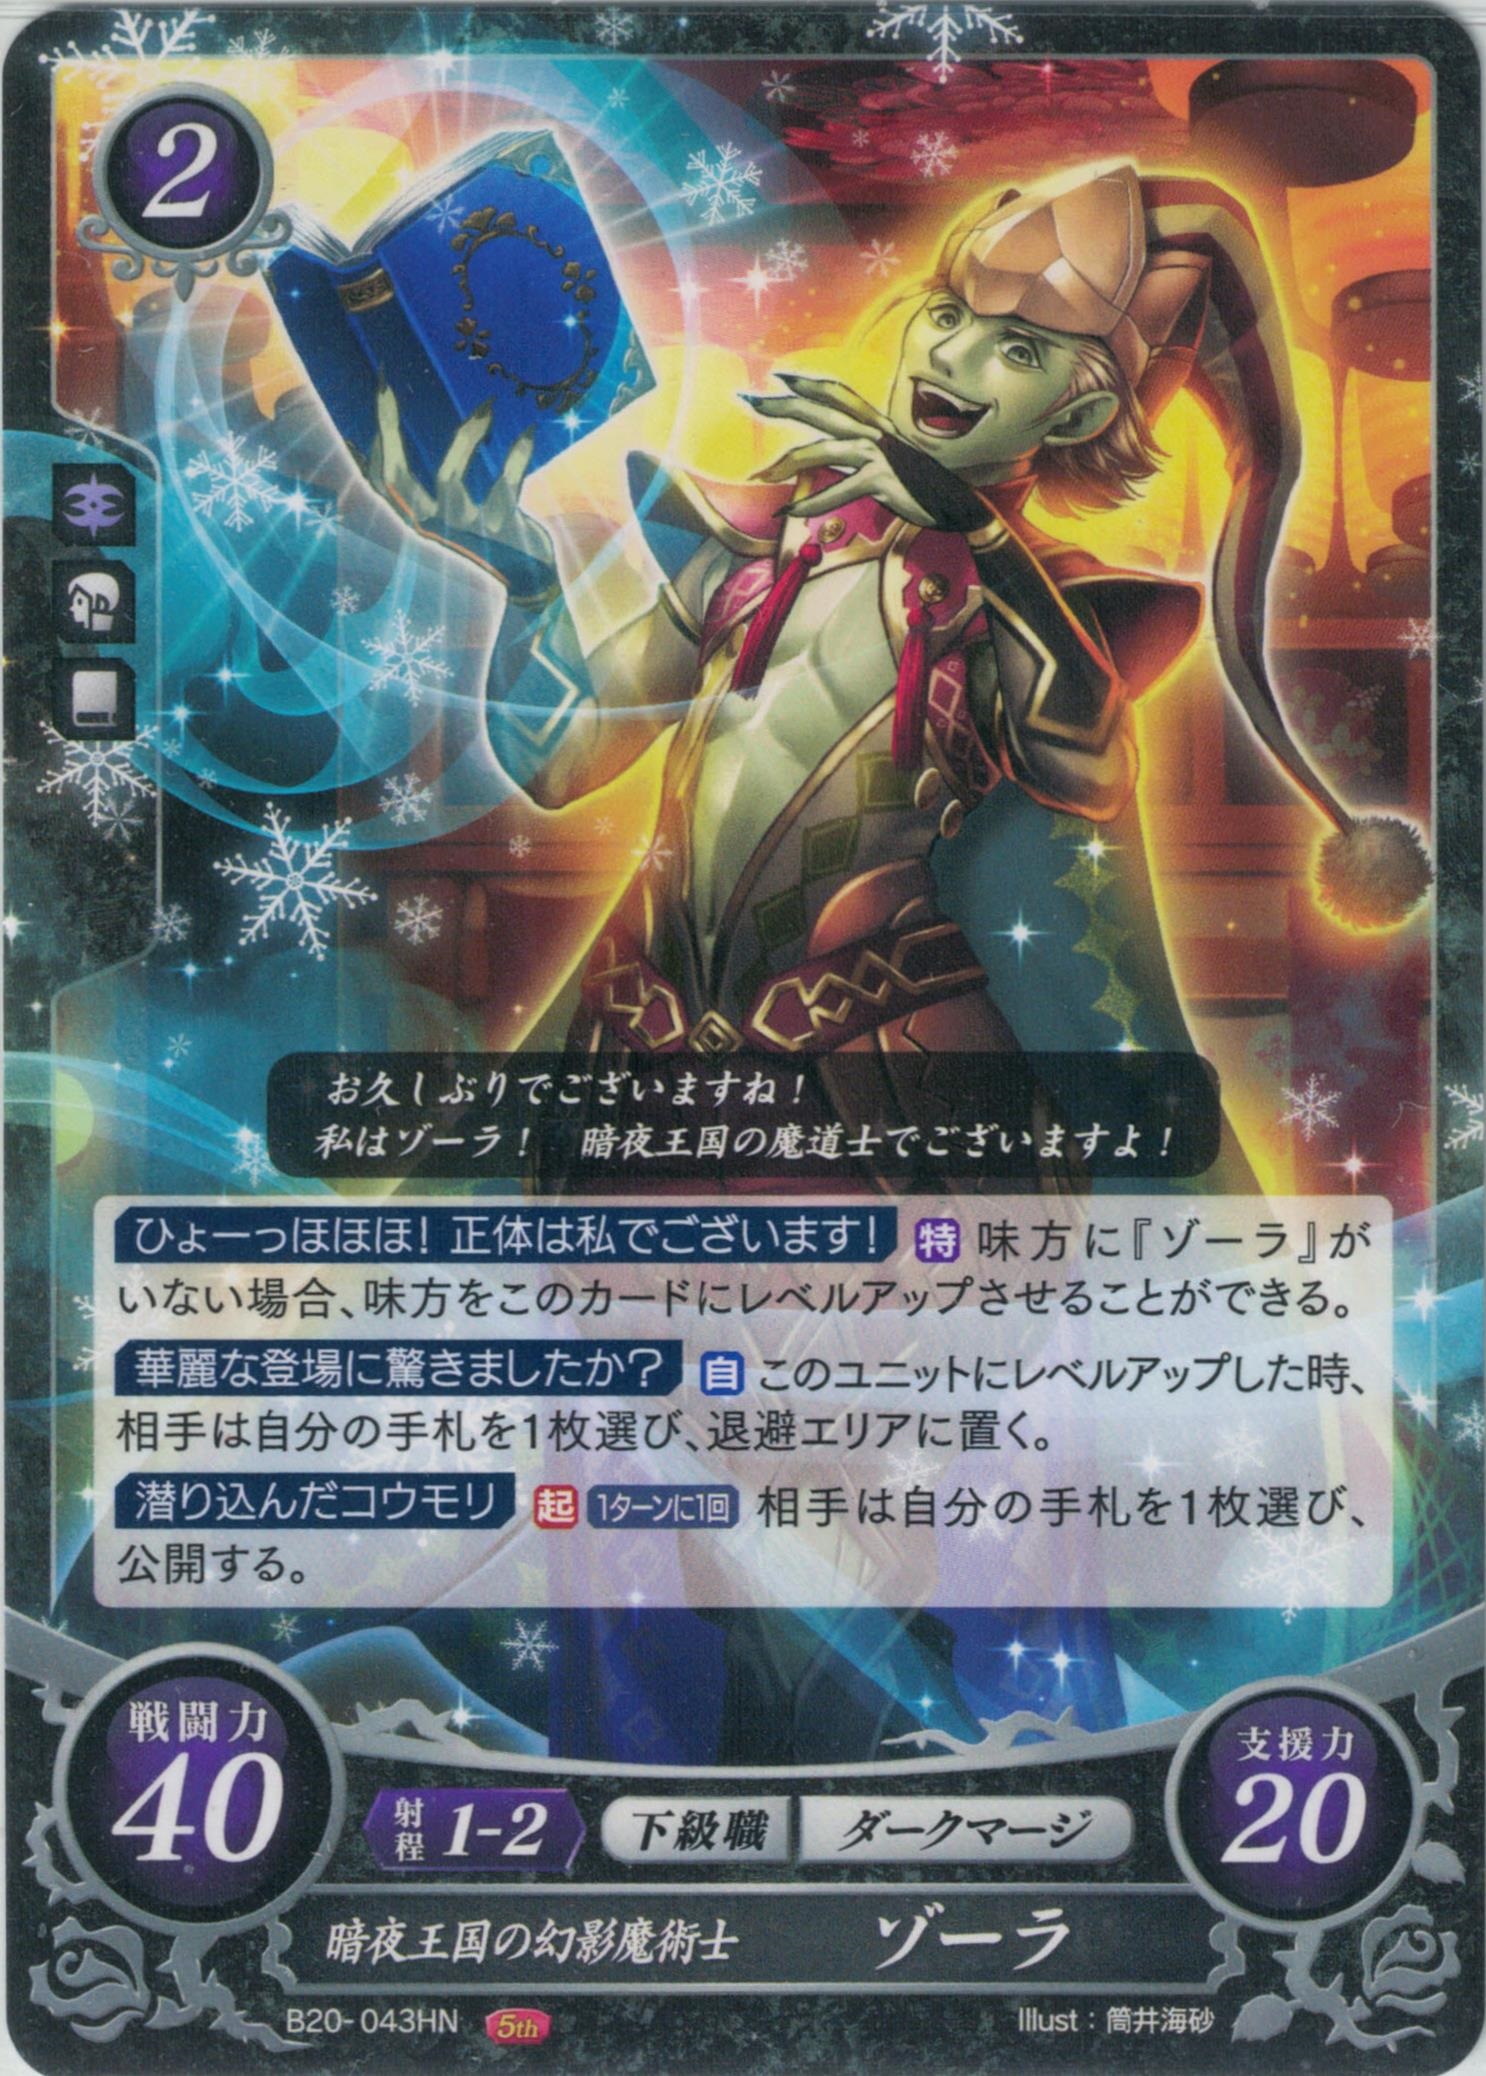 2
お久しぶりでございますね！
私はゾーラ！　暗夜王国の魔道士でございますよ！
ひょーっほほほ！正体は私でございます！ 特 味方に『ゾーラ』が
いない場合、味方をこのカードにレベルアップさせることができる。
華麗な登場に驚きましたか？ 自 このユニットにレベルアップした時、
相手は自分の手札を1枚選び、退避エリアに置く。
潜り込んだコウモリ 起 1ターンに1回 相手は自分の手札を1枚選び、
公開する。
戦闘力
40
射程 1-2 下級職 ダークマージ
支援力
20
暗夜王国の幻影魔術士 ゾーラ
B20-043HN 5th Illust：筒井海砂